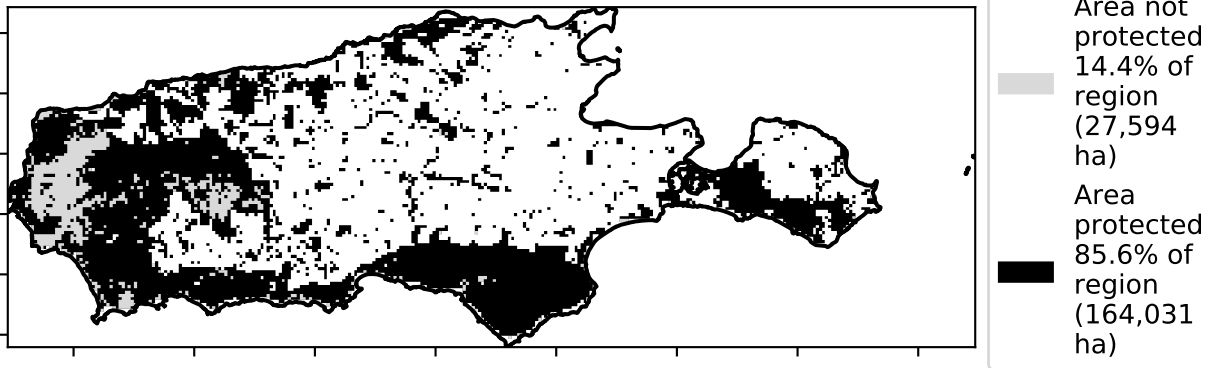 Area not
protected
14.4% of
region
(27,594
ha)
Area
protected
85.6% of
region
(164,031
ha)